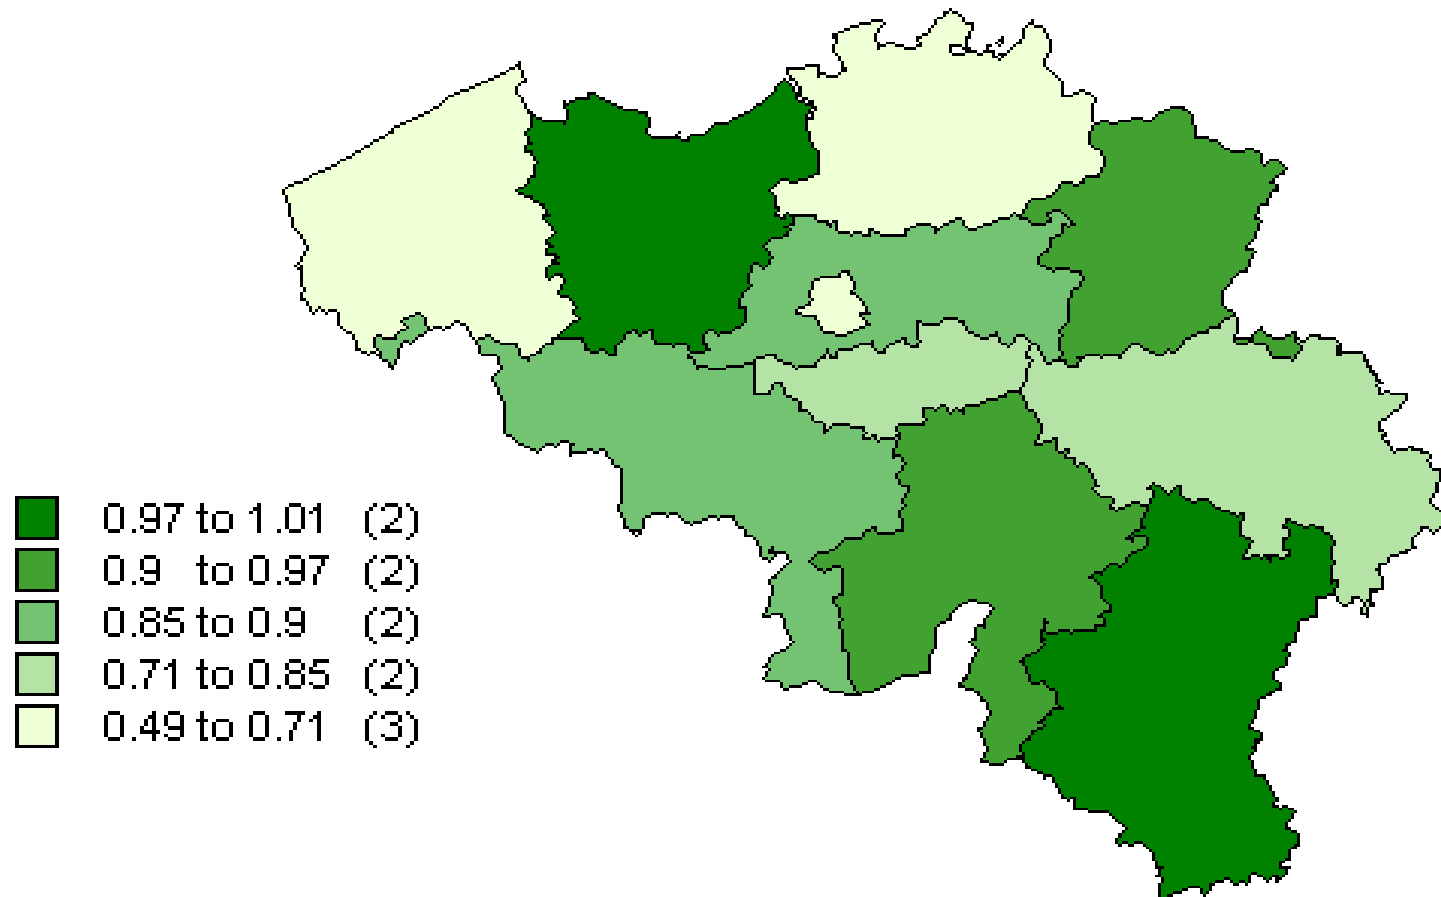 0.97 to 1.01 (2)
0.9 to 0.97 (2)
0.85 to 0.9 (2)
0.71 to 0.85 (2)
0.49 to 0.71 (3)